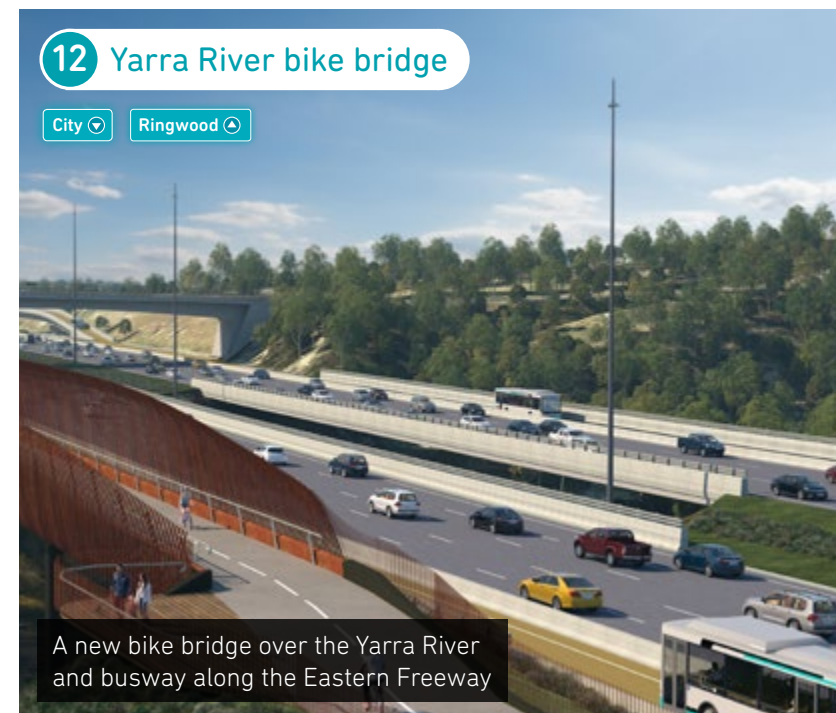 12 Yarra River bike bridge
City Ringwood
A new bike bridge over the Yarra River
and busway along the Eastern Freeway